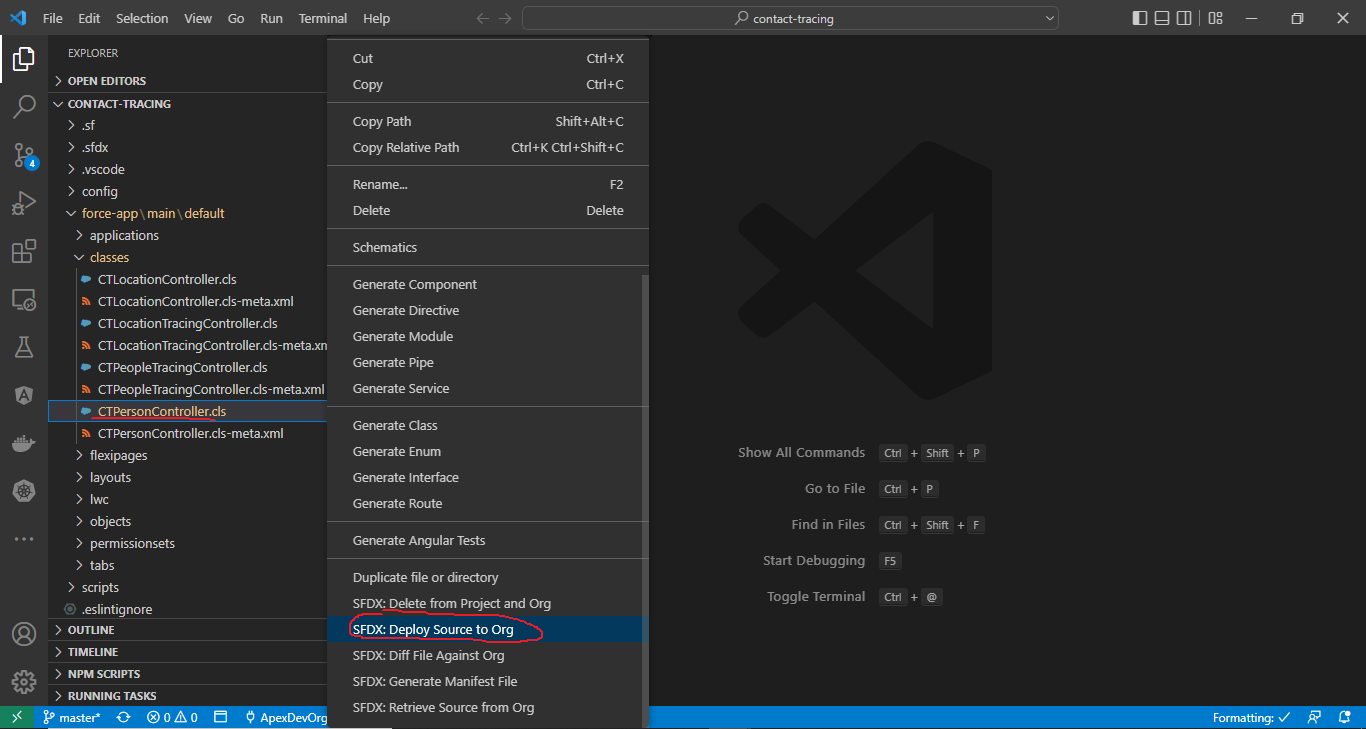 File Edit Selection View Go Run Terminal Help
contact-tracing
EXPLORER
OPEN EDITORS
CONTACT-TRACING
.sf
.sfdx
.vscode
config
force-app\main\default
applications
classes
CTLocationController.cls
CTLocationController.cls-meta.xml
CTLocationTracingController.cls
CTLocationTracingController.cls-meta.xm
CTPeopleTracingController.cls
CTPeopleTracingController.cls-meta.xml
CTPersonController.cls
CTPersonController.cls-meta.xml
flexipages
layouts
lwc
objects
permissionsets
tabs
scripts
.eslintignore
OUTLINE
TIMELINE
NPM SCRIPTS
RUNNING TASKS
4
Cut Ctrl+X
Copy Ctrl+C
Copy Path Shift+Alt+C
Copy Relative Path Ctrl+K Ctrl+Shift+C
Rename... F2
Delete Delete
Schematics
Generate Component
Generate Directive
Generate Module
Generate Pipe
Generate Service
Generate Class
Generate Enum
Generate Interface
Generate Route
Generate Angular Tests
Duplicate file or directory
SFDX: Delete from Project and Org
SFDX: Deploy Source to Org
SFDX: Diff File Against Org
SFDX: Generate Manifest File
SFDX: Retrieve Source from Org
Show All Commands Ctrl + Shift + P
Go to File Ctrl + P
Find in Files Ctrl + Shift + F
Start Debugging F5
Toggle Terminal Ctrl + @
master* 0 0 ApexDevOrg
Formatting: